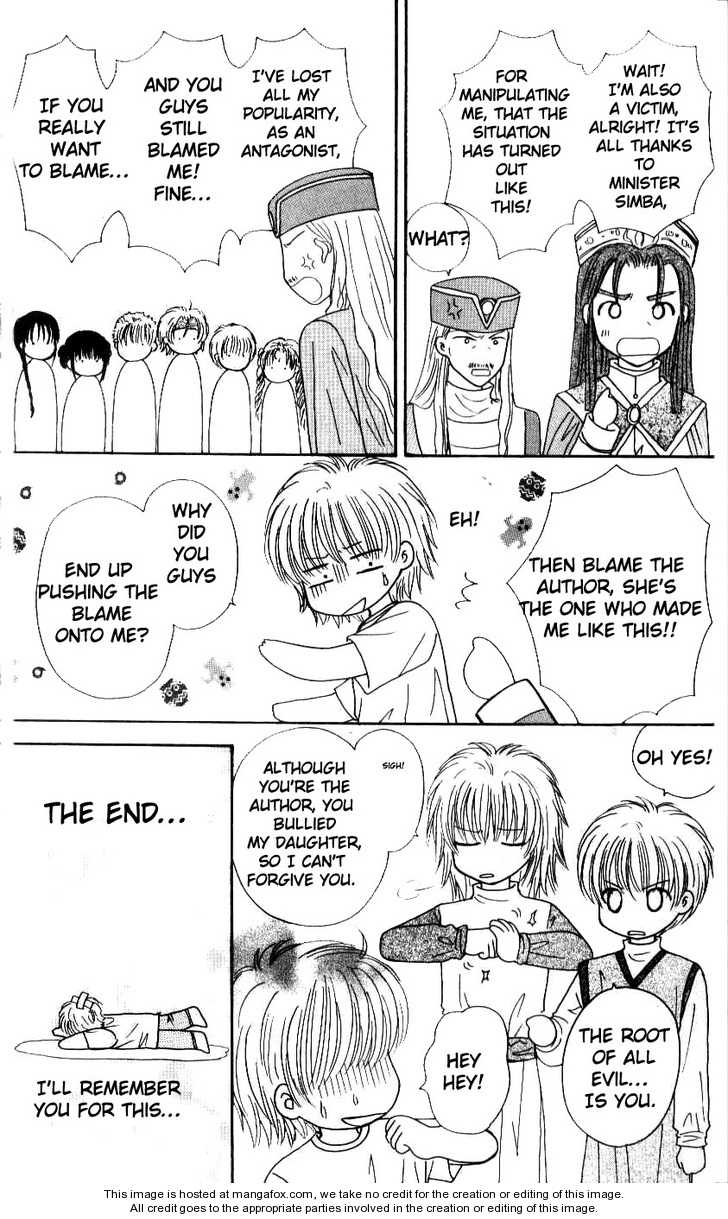 WAIT!
I'M ALSO
A VICTIM,
ALRIGHT! IT'S
ALL THANKS
TO
MINISTER
SIMBA,
FOR
MANIPULATING
ME, THAT THE
SITUATION
HAS TURNED
OUT
LIKE
THIS!
WHAT?
I'VE LOST
ALL MY
POPULARITY,
AS AN
ANTAGONIST,
AND YOU
GUYS
STILL
BLAMED
ME!
FINE...
IF YOU
REALLY
WANT
TO BLAME...
THEN BLAME THE
AUTHOR, SHE'S
THE ONE WHO MADE
ME LIKE THIS!!
EH!
WHY
DID
YOU
GUYS
END UP
PUSHING THE
BLAME
ONTO ME?
OH YES!
THE ROOT
OF ALL
EVIL...
IS YOU.
SIGH!
ALTHOUGH
YOU'RE THE
AUTHOR, YOU
BULLIED
MY DAUGHTER,
SO I CAN'T
FORGIVE YOU.
HEY
HEY!
THE END...
I'LL REMEMBER
YOU FOR THIS...
This image is hosted at mangafox.com, we take no credit for the creation or editing of this image.
All credit goes to the appropriate parties involved in the creation or editing of this image.